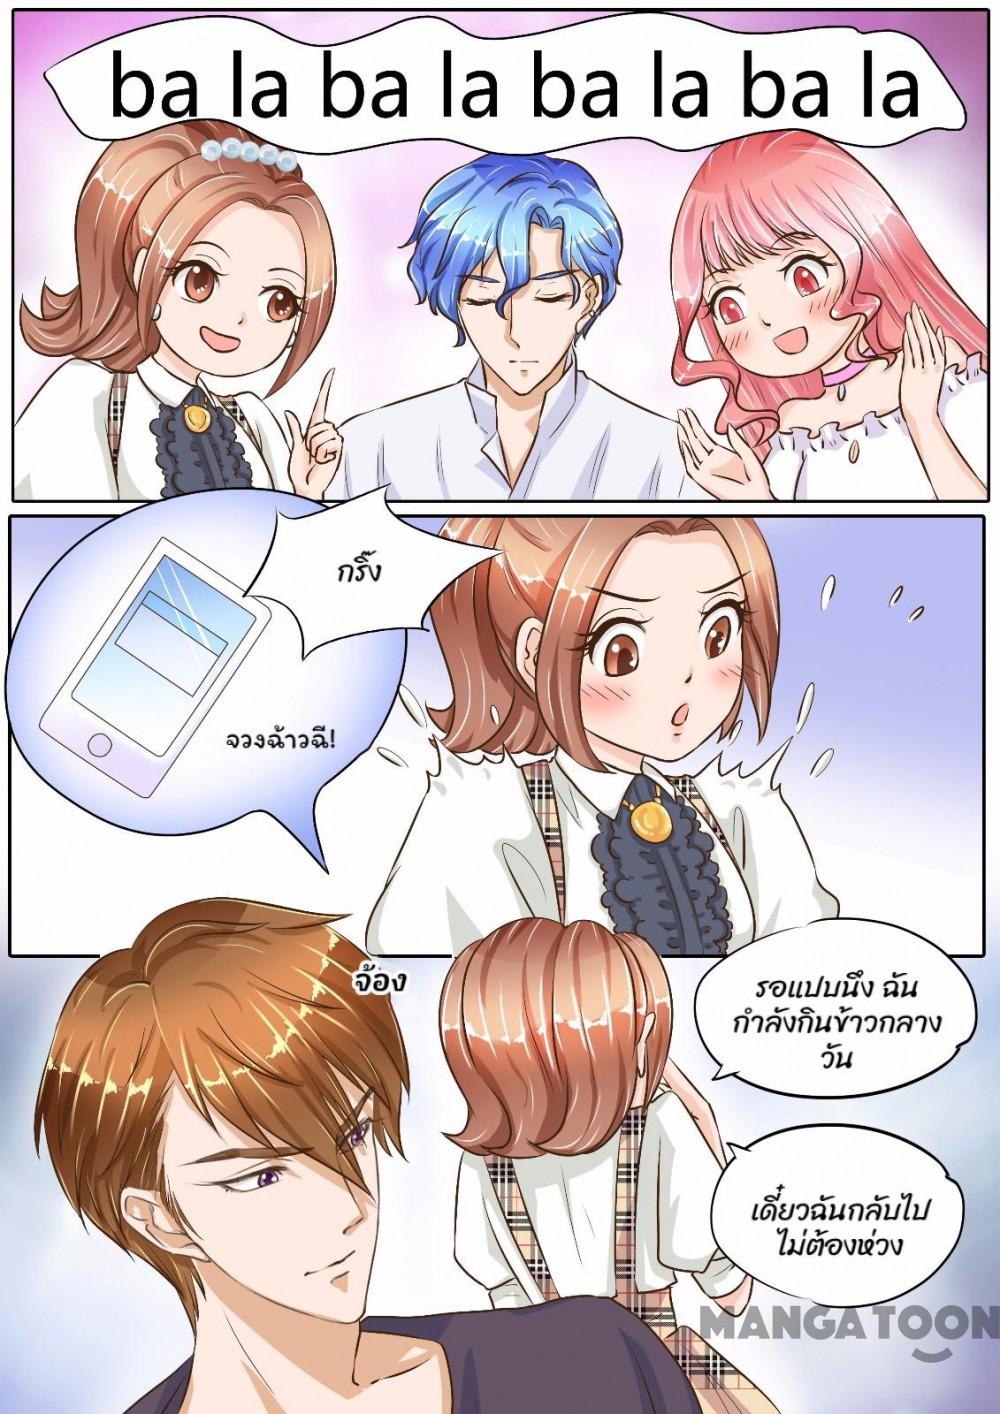 ba la ba la ba la ba la
กริ๊ง
จวงฉ้าวฉี!
จ้อง
รอแปบนึง ฉัน
กำลังกินข้าวกลาง
วัน
เดี๋ยวฉันกลับไป
ไม่ต้องห่วง
MANGATOON